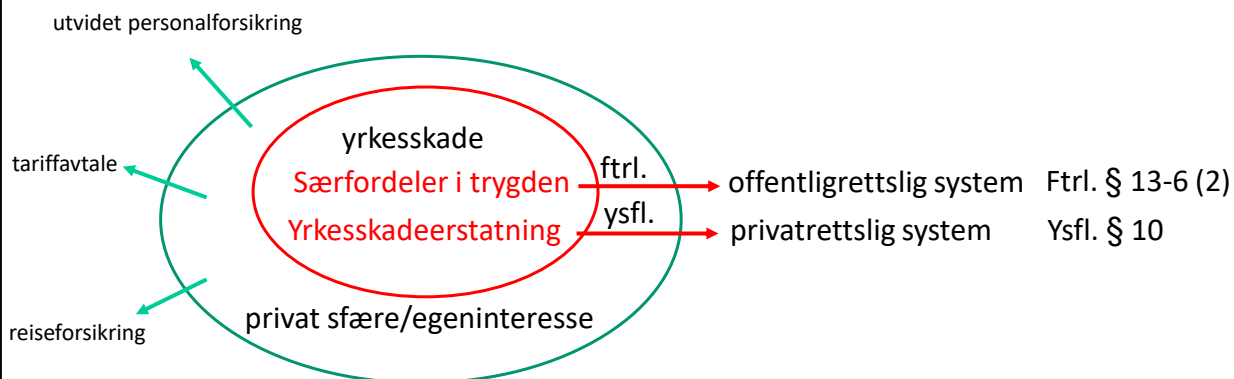 utvidet personalforsikring
yrkesskade
tariffavtale
Særfordeler i trygden ftrl. offentligrettslig system Ftrl. § 13-6 (2)
Yrkesskadeerstatning ysfl. privatrettslig system Ysfl. § 10
privat sfære/egeninteresse
reiseforsikring